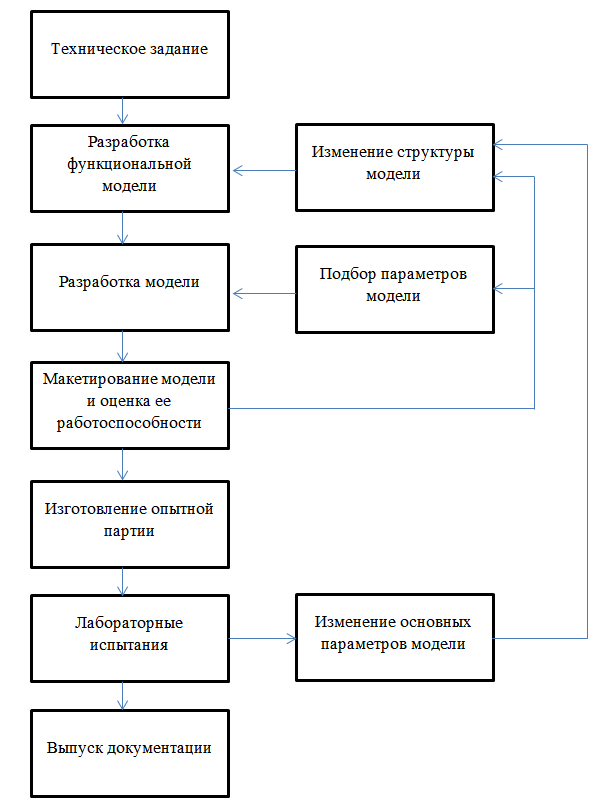 Техническое задание
Разработка
функциональной
модели
Изменение структуры
модели
Разработка модели
Подбор параметров
модели
Макетирование модели
и оценка ее
работоспособности
Изготовление опытной
партии
Лабораторные
испытания
Изменение основных
параметров модели
Выпуск документации